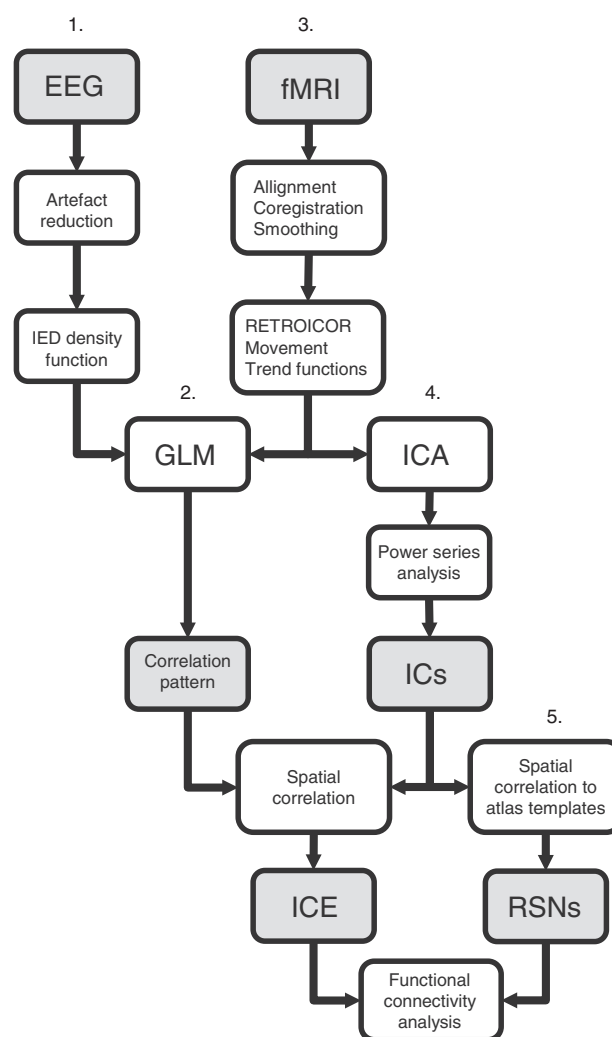 1.
3.
EEG
fMRI
Artefact
reduction
Allignment
Coregistration
Smoothing
IED density
function
RETROICOR
Movement
Trend functions
2.
4.
GLM
ICA
Power series
analysis
Correlation
pattern
ICs
5.
Spatial
correlation
Spatial
correlation to
atlas templates
ICE
RSNs
Functional
connectivity
analysis